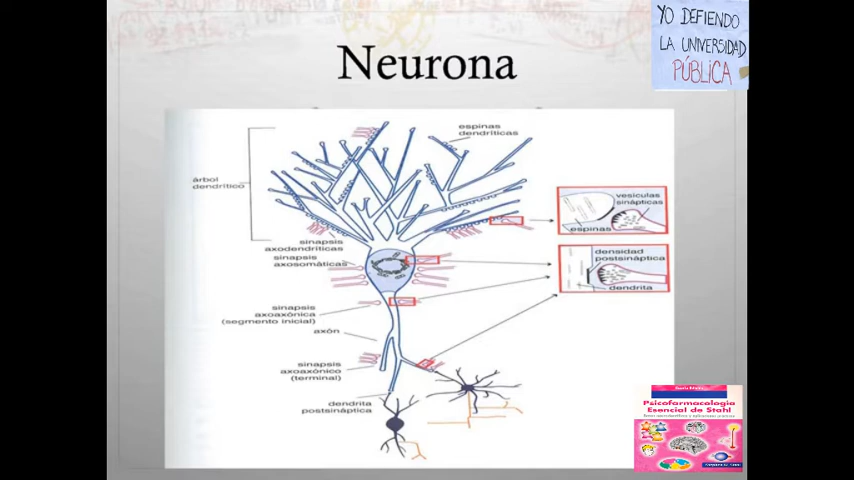 YO DEFIENDO
LA UNIVERSIDAD
PÚBLICA
Neurona
espinas
dendríticas
árbol
dendrítico
vesículas
sinápticas
espinas
sinapsis
axodendríticas
sinapsis
axosomáticas
densidad
postsináptica
dendrita
sinapsis
axoaxónica
(segmento inicial)
axón
sinapsis
axoaxónico
(terminal)
dendrita
postsináptica
Psicofarmacología
Esencial de Stahl